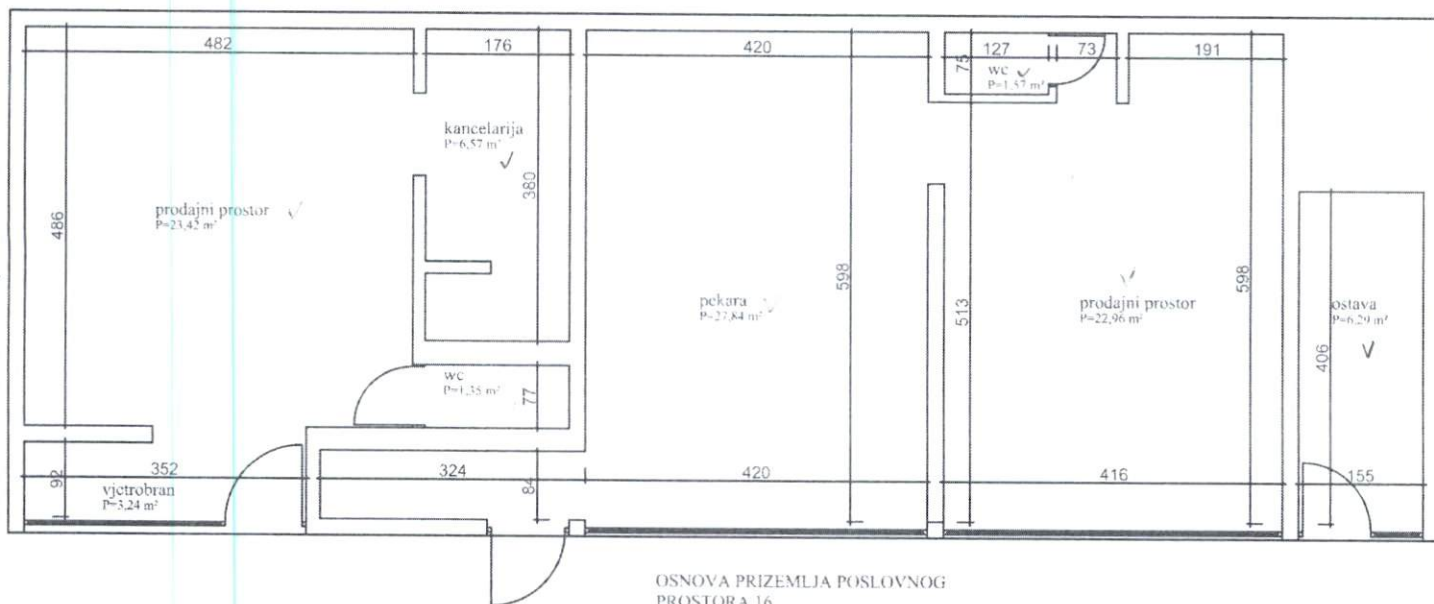 482
176
420
127
73
191
75
wc
P=1,57 m²
kancelarija
P=6,57 m²
380
486
prodajni prostor
P=23,42 m²
598
pekara
P=27,84 m²
513
prodajni prostor
P=22,96 m²
598
ostava
P=6,29 m²
406
wc
P=1,35 m²
77
92
352
324
84
420
416
155
vjetrobran
P=3,24 m²
OSNOVA PRIZEMLJA POSLOVNOG
PROSTORA 16